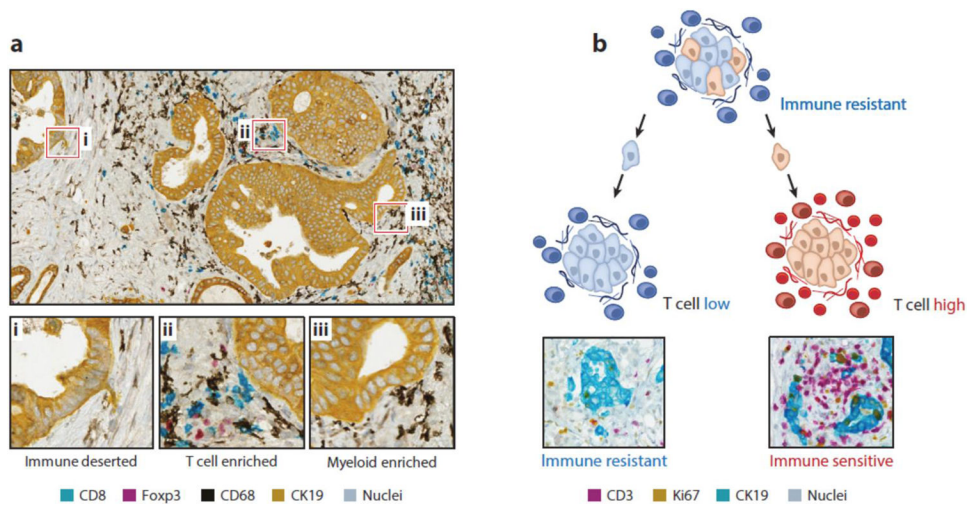 a
i
ii
iii
i
ii
iii
Immune deserted
T cell enriched
Myeloid enriched
CD8 Foxp3 CD68 CK19 Nuclei
b
Immune resistant
T cell low
T cell high
Immune resistant
Immune sensitive
CD3 Ki67 CK19 Nuclei